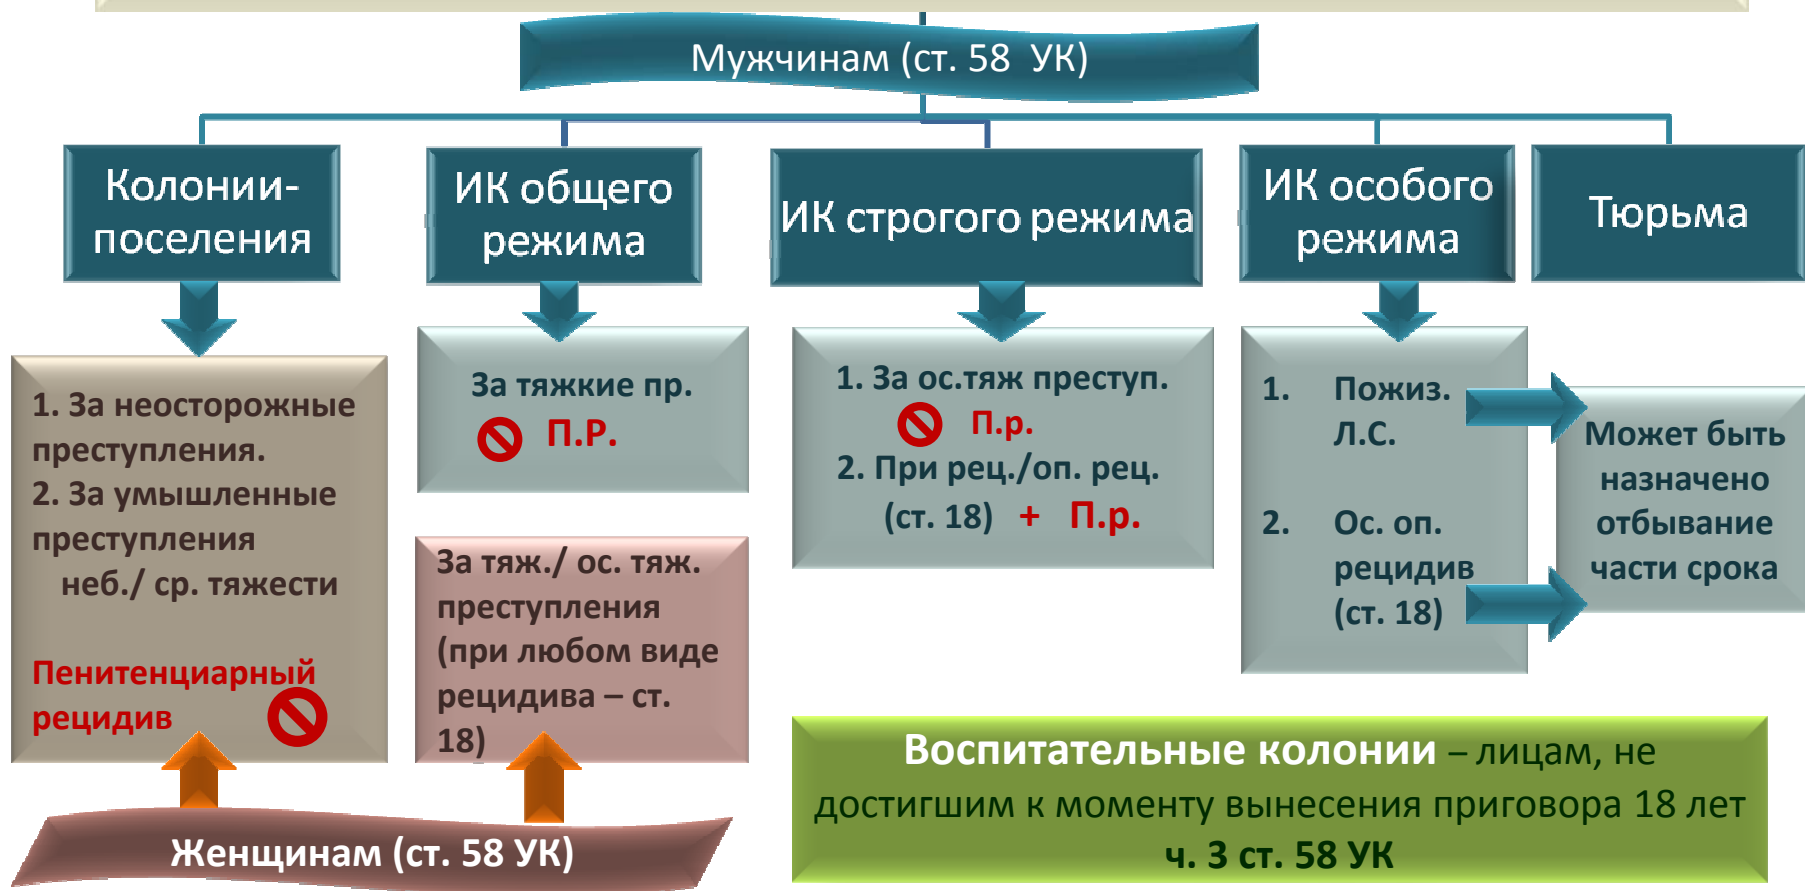 Мужчинам (ст. 58 УК)
Колонии-
поселения
ИК общего
режима
ИК строгого режима
ИК особого
режима
Тюрьма
1. За неосторожные
преступления.
2. За умышленные
преступления
неб./ ср. тяжести
Пенитенциарный
рецидив
За тяжкие пр.
П.Р.
За тяж./ ос. тяж.
преступления
(при любом виде
рецидива – ст.
18)
1. За ос.тяж преступ.
П.р.
2. При рец./оп. рец.
(ст. 18) + П.р.
1. Пожиз.
Л.С.
2. Ос. оп.
рецидив
(ст. 18)
Может быть
назначено
отбывание
части срока
Женщинам (ст. 58 УК)
Воспитательные колонии – лицам, не
достигшим к моменту вынесения приговора 18 лет
ч. 3 ст. 58 УК